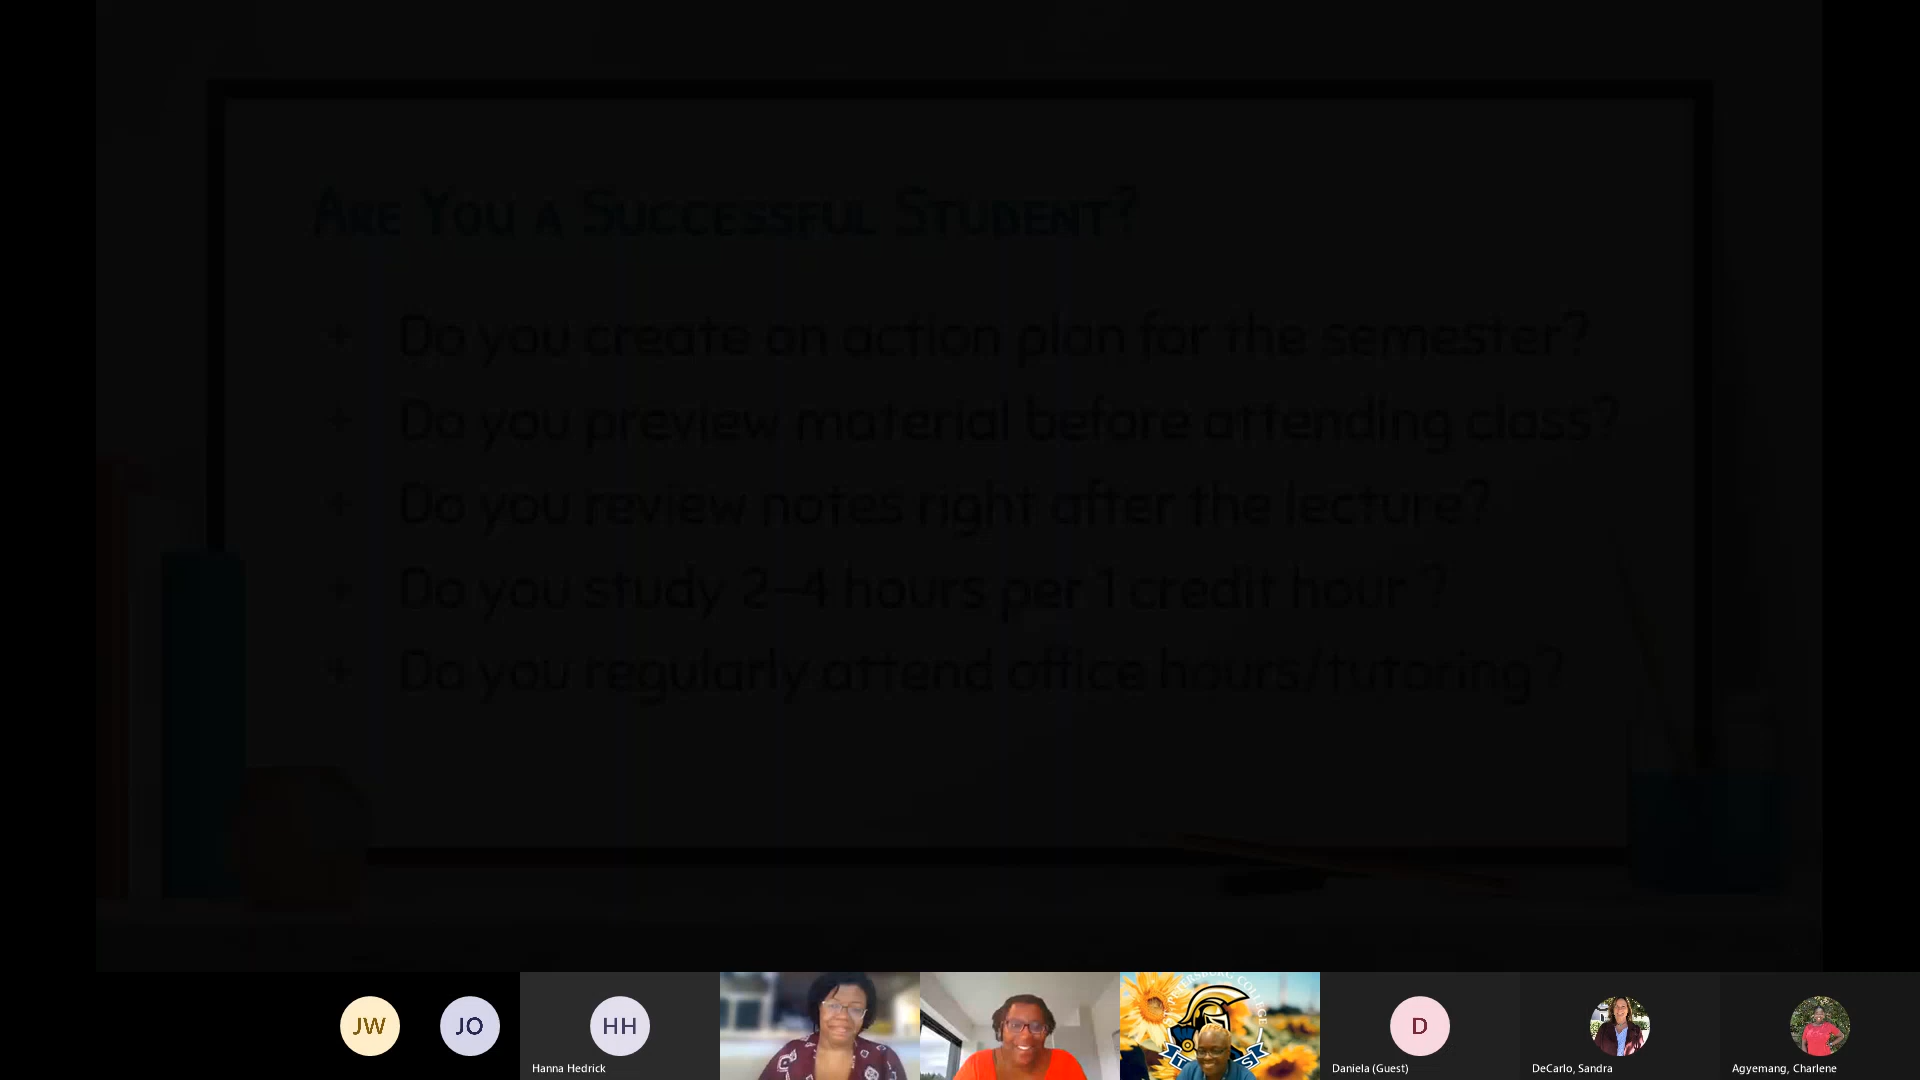 Are You a Successful Student?
Do you create an action plan for the semester?
Do you preview material before attending class?
Do you review notes right after the lecture?
Do you study 2-4 hours per 1 credit hour ?
Do you regularly attend office hours/tutoring?
PETERSBURG COLLEGE
T S
JW
JO
HH
D
Hanna Hedrick
Daniela (Guest)
DeCarlo, Sandra
Agyemang, Charlene